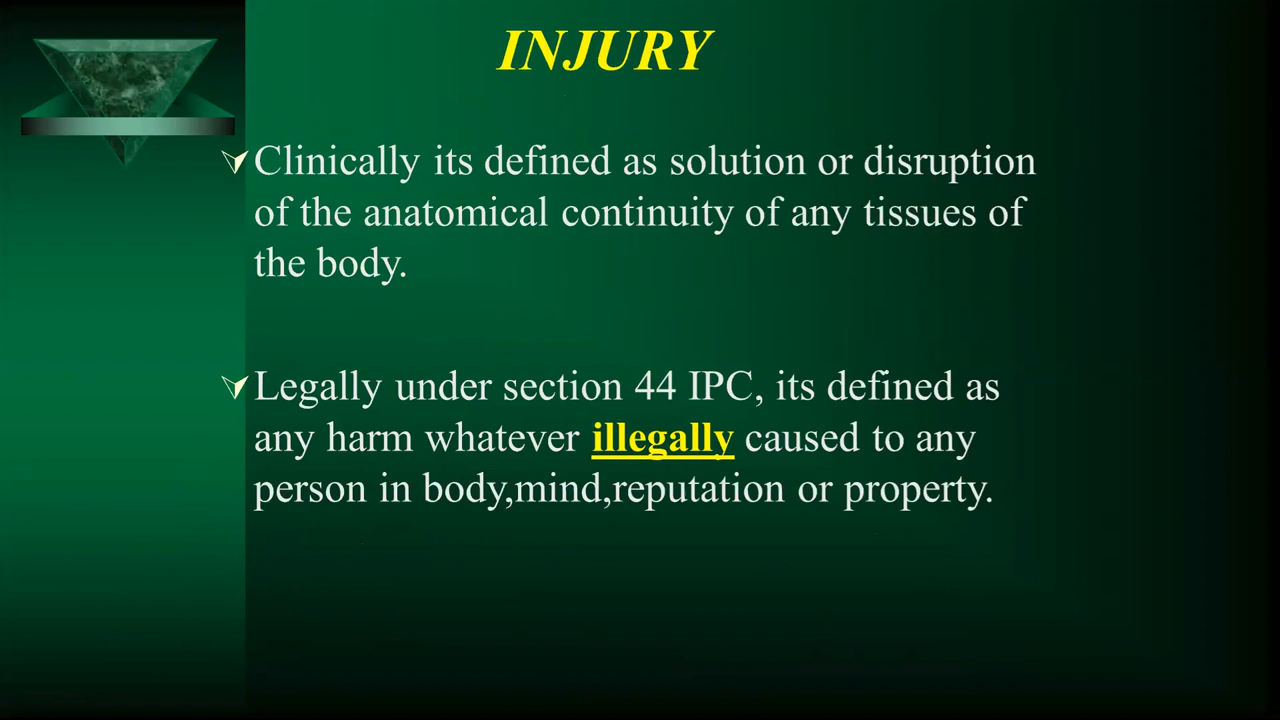 INJURY
Clinically its defined as solution or disruption
of the anatomical continuity of any tissues of
the body.
Legally under section 44 IPC, its defined as
any harm whatever illegally caused to any
person in body,mind,reputation or property.